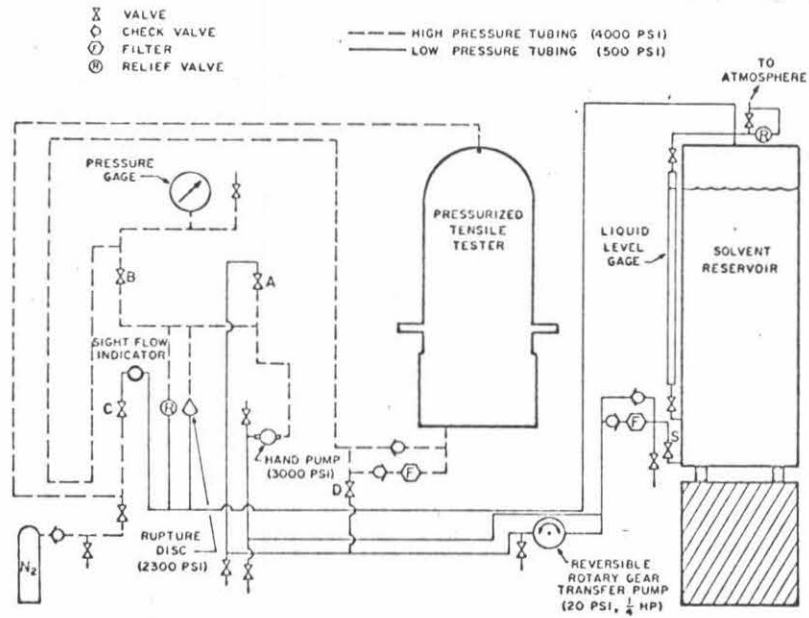 VALVE
CHECK VALVE
F FILTER
R RELIEF VALVE
HIGH PRESSURE TUBING (4000 PSI)
LOW PRESSURE TUBING (500 PSI)
TO
ATMOSPHERE
R
PRESSURE
GAGE
PRESSURIZED
TENSILE
TESTER
LIQUID
LEVEL
GAGE
SOLVENT
RESERVOIR
B
A
SIGHT FLOW
INDICATOR
C
R
HAND PUMP
(3000 PSI)
F
D
F
S
RUPTURE
DISC
(2300 PSI)
N2
REVERSIBLE
ROTARY GEAR
TRANSFER PUMP
(20 PSI, 1/4 HP)